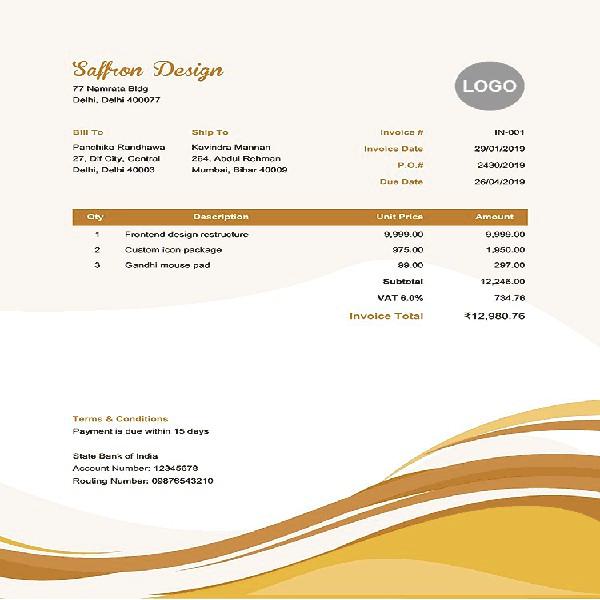 Saffron Design
77 Namrata Bldg
Delhi, Delhi 400077
LOGO
Bill To
Panchika Randhawa
27, Dlf City, Central
Delhi, Delhi 40003
Ship To
Kavindra Mannan
264, Abdul Rehman
Mumbai, Bihar 40009
Invoice # IN-001
Invoice Date 29/01/2019
P.O.# 2430/2019
Due Date 26/04/2019
Qty Description Unit Price Amount
1 Frontend design restructure 9,999.00 9,999.00
2 Custom icon package 975.00 1,950.00
3 Gandhi mouse pad 99.00 297.00
Subtotal 12,246.00
VAT 6.0% 734.76
Invoice Total ₹12,980.76
Terms & Conditions
Payment is due within 15 days
State Bank of India
Account Number: 12345678
Routing Number: 09876543210